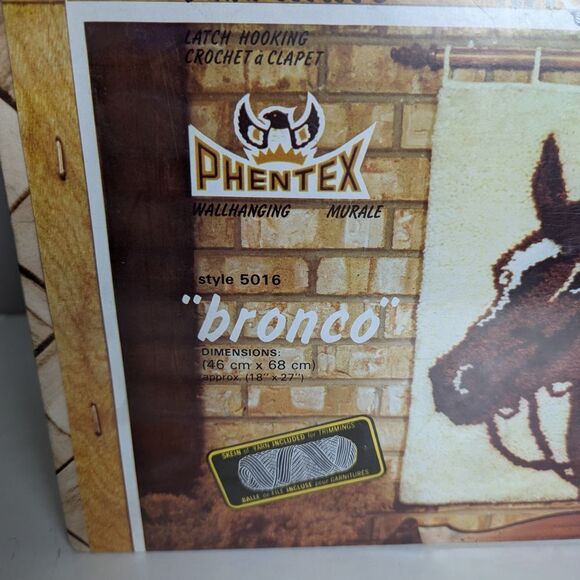 LATCH HOOKING
CROCHET à CLAPET
PHENTEX
WALLHANGING MURALE
style 5016
"bronco"
DIMENSIONS:
(46 cm x 68 cm)
approx. (18" x 27")
SKEIN of YARN INCLUDED for TRIMMINGS
BALLE de FIL INCLUSE pour GARNITURES